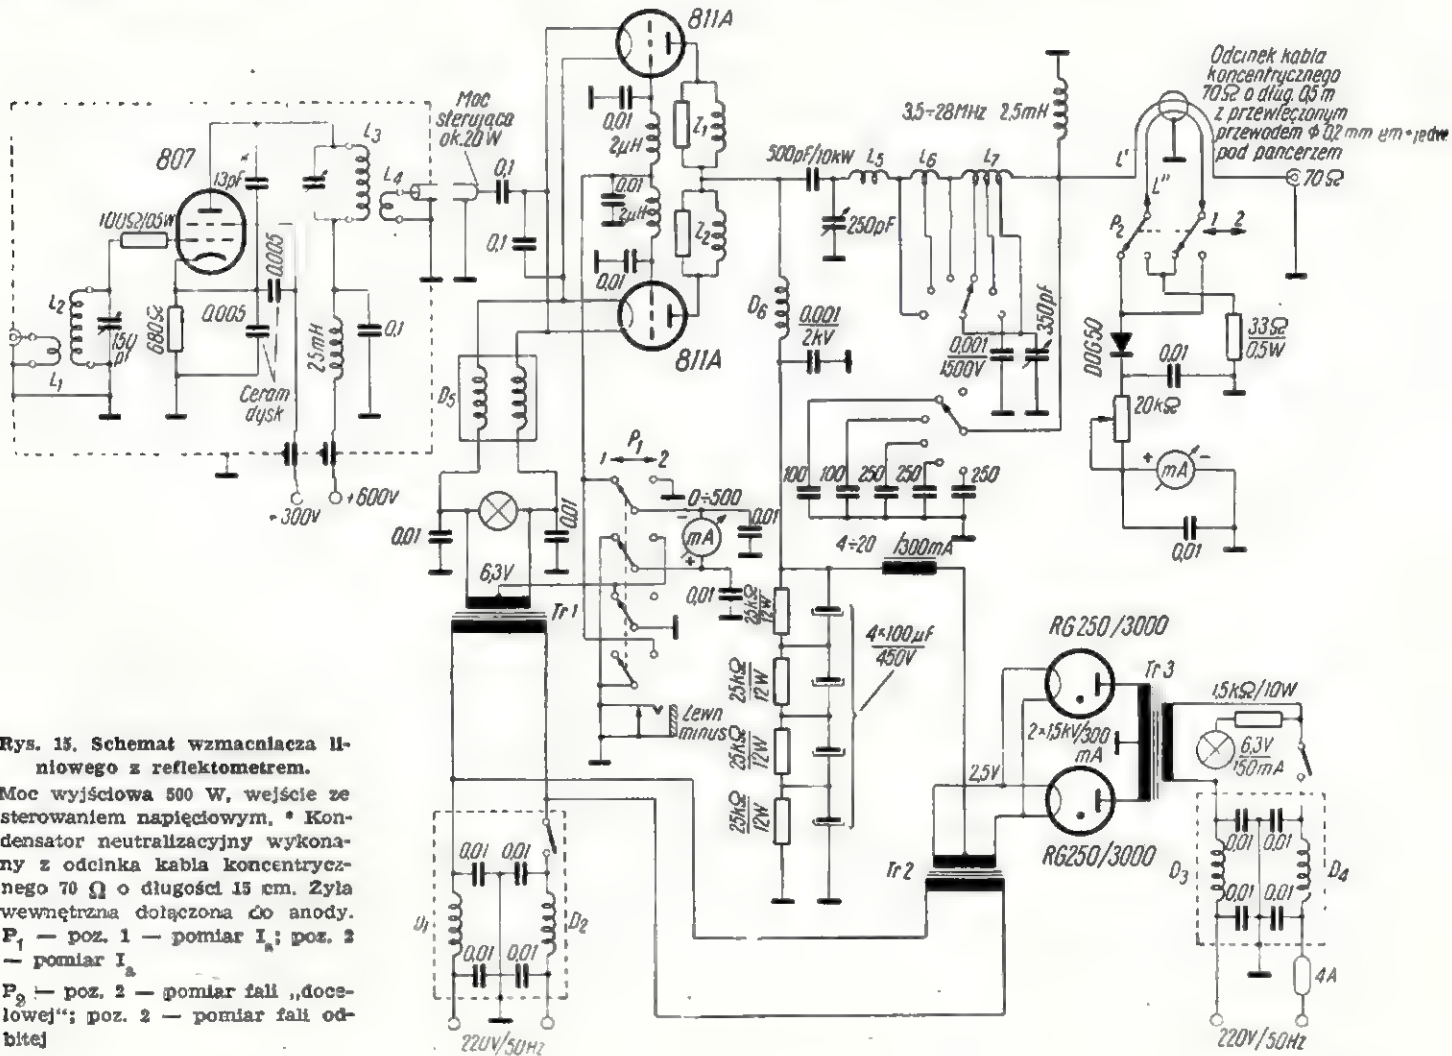 811A
Odcinek kabla
koncentrycznego
70Ω o dług. 0,5 m
z przewleczonym
przewodem ϕ 0,2 mm em+jedw.
pod pancerzem
Moc
sterująca
ok. 20 W
807
13pF
*
L3
L4
100Ω/0,5W
0,005
L2
150
pF
L1
680Ω
0,005
Ceram
dysk
2,5mH
0,1
+300V
+600V
0,1
0,1
0,01
2μH
0,01
2μH
0,01
Z1
Z2
811A
500pF/10kW
3,5÷28MHz
2,5mH
L5
L6
L7
250pF
D6
0,001
2kV
0,001
1500V
350pF
L'
L"
70Ω
P2
1
2
DOG50
33Ω
0,5W
0,01
20kΩ
+
mA
-
0,01
D5
0,01
0,01
6,3V
Tr1
P1
1
2
0÷500
-
mA
+
0,01
0,01
Lewn
minus
100
100
250
250
250
4÷20
/300mA
25kΩ
12W
25kΩ
12W
25kΩ
12W
25kΩ
12W
4×100μF
450V
RG250/3000
2×1,5kV/300
mA
RG250/3000
2,5V
Tr2
Tr3
1,5kΩ/10W
6,3V
150mA
0,01
0,01
D3
D4
0,01
0,01
4A
220V/50Hz
0,01
0,01
D1
D2
0,01
0,01
220V/50Hz
Rys. 15. Schemat wzmacniacza li-
niowego z reflektometrem.
Moc wyjściowa 500 W, wejście ze
sterowaniem napięciowym. * Kon-
densator neutralizacyjny wykona-
ny z odcinka kabla koncentrycz-
nego 70 Ω o długości 15 cm. Żyła
wewnętrzna dołączona do anody.
P1 — poz. 1 — pomiar Is; poz. 2
— pomiar Ia
P2 — poz. 2 — pomiar fali „doce-
lowej“; poz. 2 — pomiar fali od-
bitej